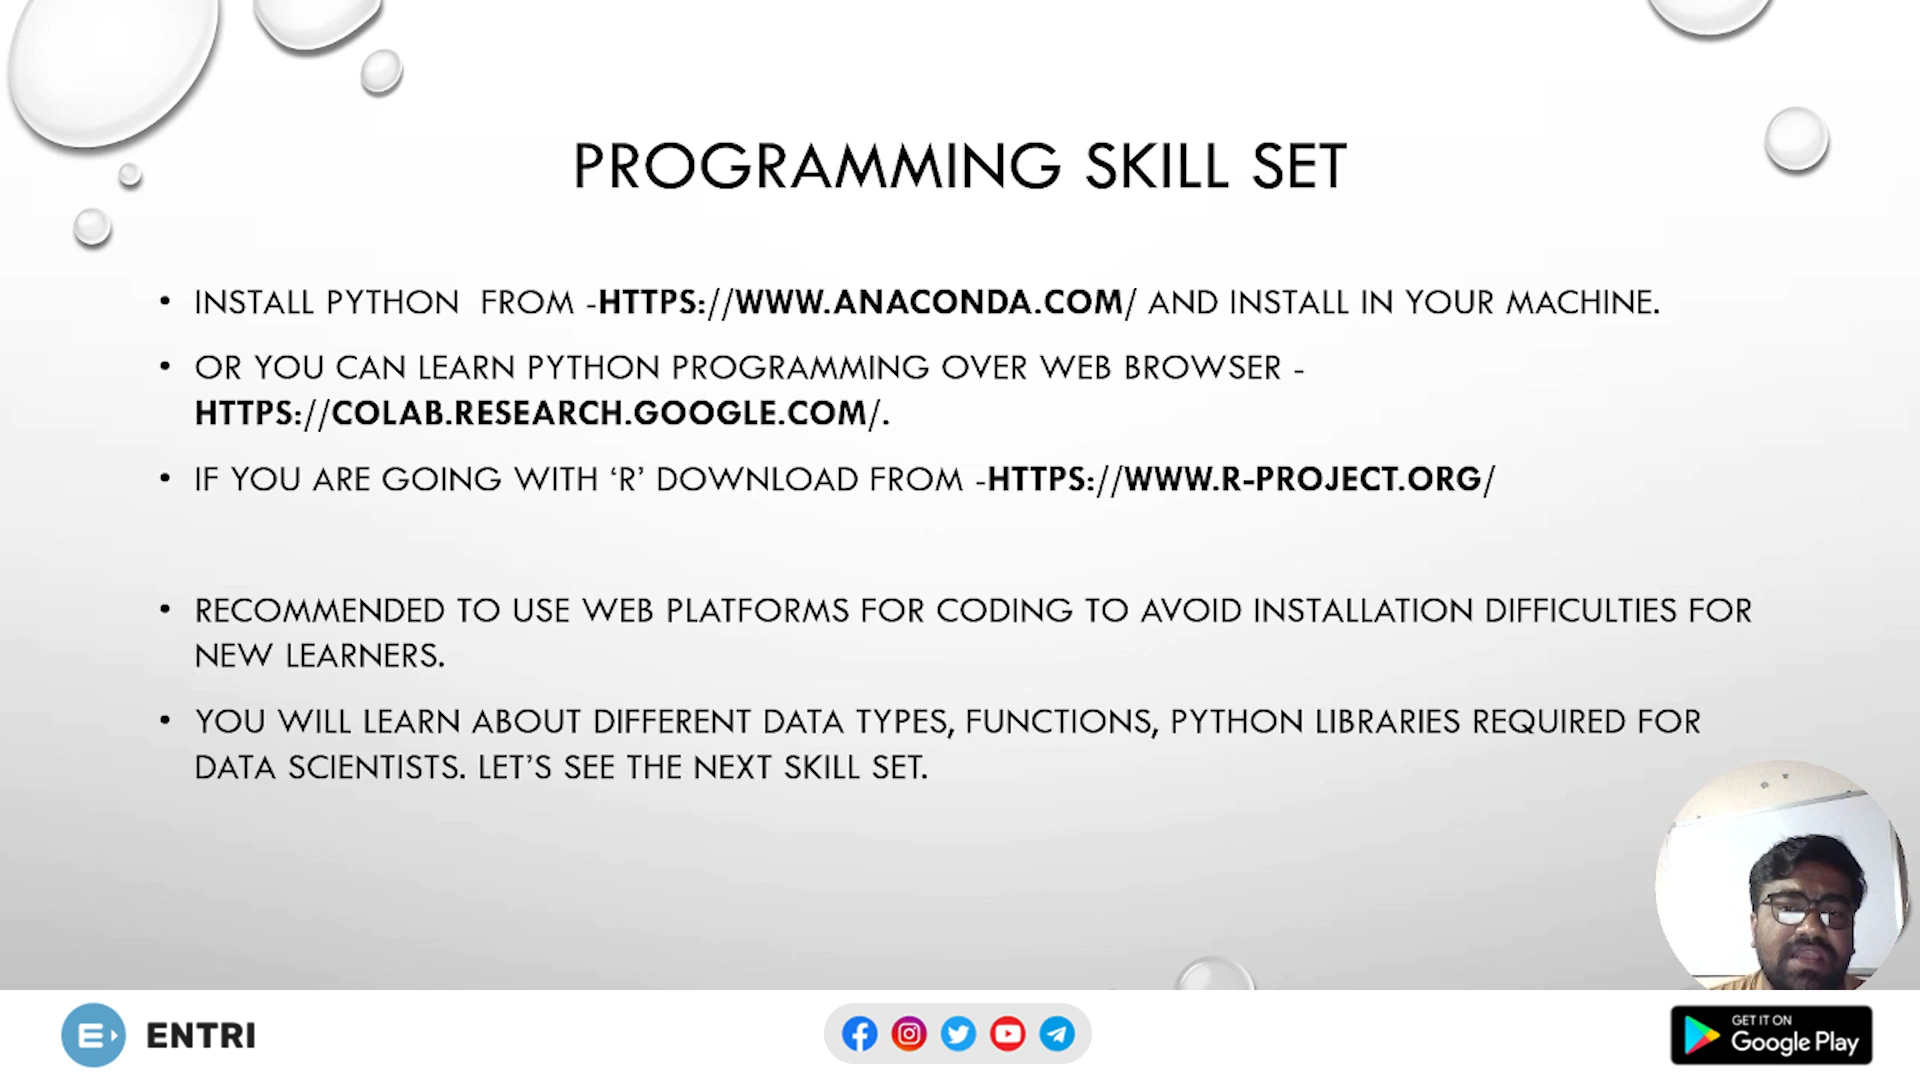 PROGRAMMING SKILL SET
• INSTALL PYTHON  FROM -HTTPS://WWW.ANACONDA.COM/ AND INSTALL IN YOUR MACHINE.
• OR YOU CAN LEARN PYTHON PROGRAMMING OVER WEB BROWSER -
HTTPS://COLAB.RESEARCH.GOOGLE.COM/.
• IF YOU ARE GOING WITH ‘R’ DOWNLOAD FROM -HTTPS://WWW.R-PROJECT.ORG/
• RECOMMENDED TO USE WEB PLATFORMS FOR CODING TO AVOID INSTALLATION DIFFICULTIES FOR
NEW LEARNERS.
• YOU WILL LEARN ABOUT DIFFERENT DATA TYPES, FUNCTIONS, PYTHON LIBRARIES REQUIRED FOR
DATA SCIENTISTS. LET’S SEE THE NEXT SKILL SET.
E ENTRI
GET IT ON
Google Play